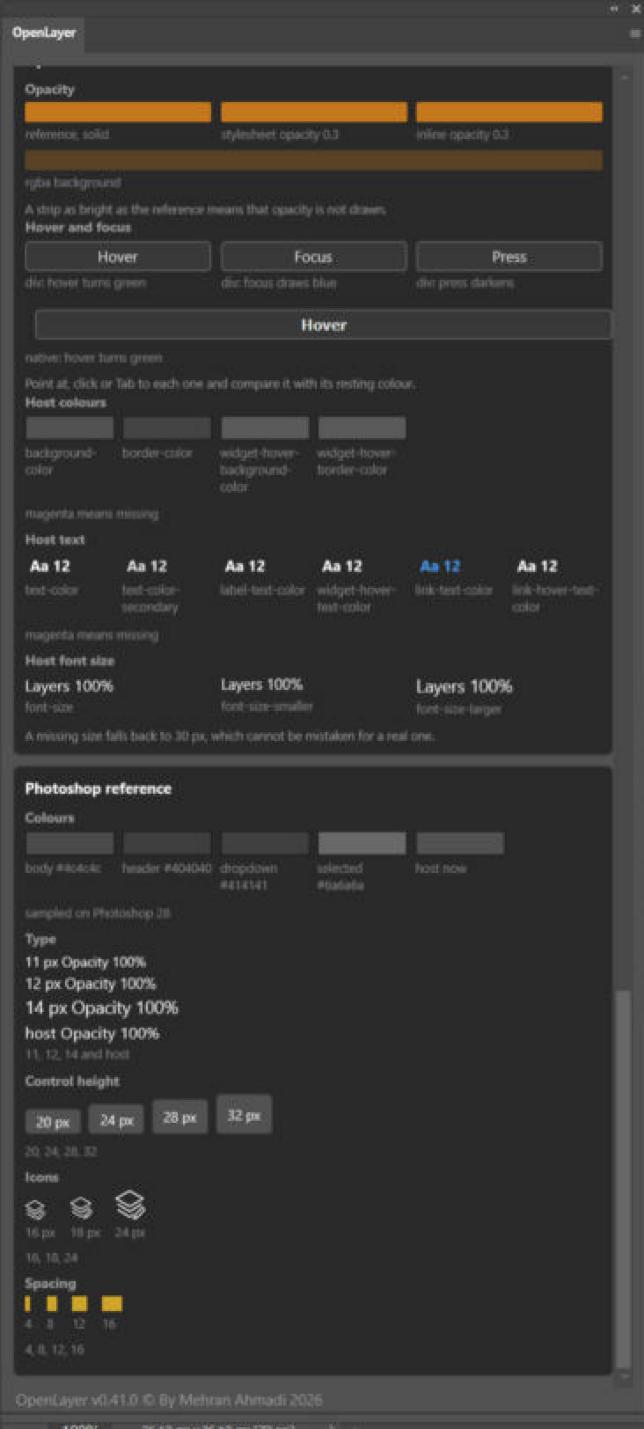 OpenLayer
Opacity
reference, solid
stylesheet opacity 0.3
inline opacity 0.3
rgba background
A strip as bright as the reference means that opacity is not drawn.
Hover and focus
Hover
Focus
Press
div: hover turns green
div: focus draws blue
div: press darkens
Hover
native: hover turns green
Point at, click or Tab to each one and compare it with its resting colour.
Host colours
background-
color
border-color
widget-hover-
background-
color
widget-hover-
border-color
magenta means missing
Host text
Aa 12
Aa 12
Aa 12
Aa 12
Aa 12
Aa 12
text-color
text-color-
secondary
label-text-color
widget-hover-
text-color
link-text-color
link-hover-text-
color
magenta means missing
Host font size
Layers 100%
Layers 100%
Layers 100%
font-size
font-size-smaller
font-size-larger
A missing size falls back to 30 px, which cannot be mistaken for a real one.
Photoshop reference
Colours
body #4c4c4c
header #404040
dropdown
#414141
selected
#6a6a6a
host now
sampled on Photoshop 28
Type
11 px Opacity 100%
12 px Opacity 100%
14 px Opacity 100%
host Opacity 100%
11, 12, 14 and host
Control height
20 px
24 px
28 px
32 px
20, 24, 28, 32
Icons
16 px
18 px
24 px
16, 18, 24
Spacing
4
8
12
16
4, 8, 12, 16
OpenLayer v0.41.0 © By Mehran Ahmadi 2026